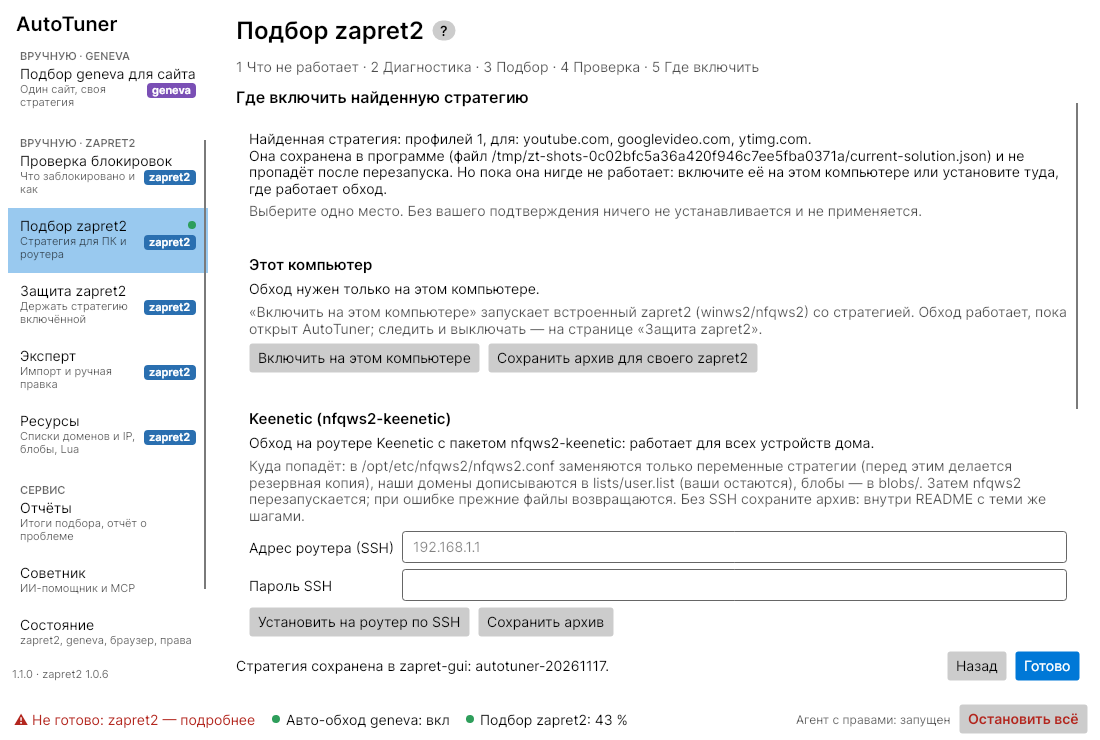 AutoTuner
ВРУЧНУЮ · GENEVA
Подбор geneva для сайта
Один сайт, своя
стратегия
geneva
ВРУЧНУЮ · ZAPRET2
Проверка блокировок
Что заблокировано и
как
zapret2
Подбор zapret2
Стратегия для ПК и
роутера
zapret2
Защита zapret2
Держать стратегию
включённой
zapret2
Эксперт
Импорт и ручная
правка
zapret2
Ресурсы
Списки доменов и IP,
блобы, Lua
zapret2
СЕРВИС
Отчёты
Итоги подбора, отчёт о
проблеме
Советник
ИИ-помощник и MCP
Состояние
zapret2, geneva, браузер, права
1.1.0 · zapret2 1.0.6
Подбор zapret2 ?
1 Что не работает · 2 Диагностика · 3 Подбор · 4 Проверка · 5 Где включить
Где включить найденную стратегию
Найденная стратегия: профилей 1, для: youtube.com, googlevideo.com, ytimg.com.
Она сохранена в программе (файл /tmp/zt-shots-0c02bfc5a36a420f946c7ee5fba0371a/current-solution.json) и не
пропадёт после перезапуска. Но пока она нигде не работает: включите её на этом компьютере или установите туда,
где работает обход.
Выберите одно место. Без вашего подтверждения ничего не устанавливается и не применяется.
Этот компьютер
Обход нужен только на этом компьютере.
«Включить на этом компьютере» запускает встроенный zapret2 (winws2/nfqws2) со стратегией. Обход работает, пока
открыт AutoTuner; следить и выключать — на странице «Защита zapret2».
Включить на этом компьютере
Сохранить архив для своего zapret2
Keenetic (nfqws2-keenetic)
Обход на роутере Keenetic с пакетом nfqws2-keenetic: работает для всех устройств дома.
Куда попадёт: в /opt/etc/nfqws2/nfqws2.conf заменяются только переменные стратегии (перед этим делается
резервная копия), наши домены дописываются в lists/user.list (ваши остаются), блобы — в blobs/. Затем nfqws2
перезапускается; при ошибке прежние файлы возвращаются. Без SSH сохраните архив: внутри README с теми же
шагами.
Адрес роутера (SSH)
192.168.1.1
Пароль SSH
Установить на роутер по SSH
Сохранить архив
Стратегия сохранена в zapret-gui: autotuner-20261117.
Назад
Готово
Не готово: zapret2 — подробнее
Авто-обход geneva: вкл
Подбор zapret2: 43 %
Агент с правами: запущен
Остановить всё